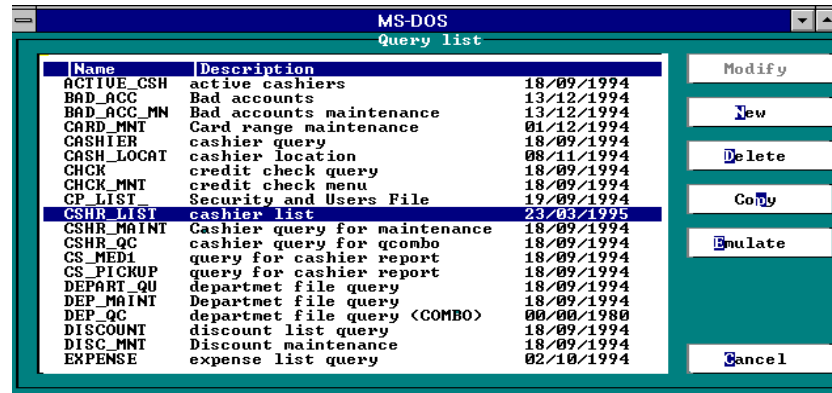 MS-DOS
Query list
Name Description
ACTIVE_CSH active cashiers 18/09/1994
BAD_ACC Bad accounts 13/12/1994
BAD_ACC_MN Bad accounts maintenance 13/12/1994
CARD_MNT Card range maintenance 01/12/1994
CASHIER cashier query 18/09/1994
CASH_LOCAT cashier location 08/11/1994
CHCK credit check query 18/09/1994
CHCK_MNT credit check menu 18/09/1994
CP_LIST_ Security and Users File 19/09/1994
CSHR_LIST cashier list 23/03/1995
CSHR_MAINT Cashier query for maintenance 18/09/1994
CSHR_QC cashier query for qcombo 18/09/1994
CS_MED1 query for cashier report 18/09/1994
CS_PICKUP query for cashier report 18/09/1994
DEPART_QU departmet file query 18/09/1994
DEP_MAINT Departmet file query 18/09/1994
DEP_QC departmet file query (COMBO) 00/00/1980
DISCOUNT discount list query 18/09/1994
DISC_MNT Discount maintenance 18/09/1994
EXPENSE expense list query 02/10/1994
Modify
New
Delete
Copy
Emulate
Cancel